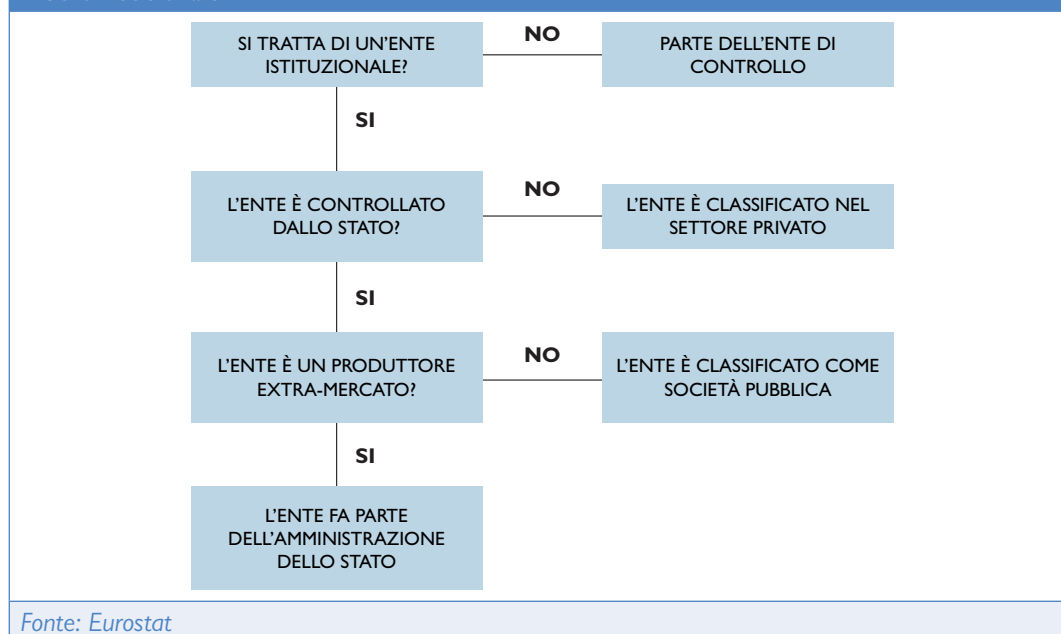 SI TRATTA DI UN'ENTE
ISTITUZIONALE?
NO
PARTE DELL'ENTE DI
CONTROLLO
SI
L'ENTE È CONTROLLATO
DALLO STATO?
NO
L'ENTE È CLASSIFICATO NEL
SETTORE PRIVATO
SI
L'ENTE È UN PRODUTTORE
EXTRA-MERCATO?
NO
L'ENTE È CLASSIFICATO COME
SOCIETÀ PUBBLICA
SI
L'ENTE FA PARTE
DELL'AMMINISTRAZIONE
DELLO STATO
Fonte: Eurostat